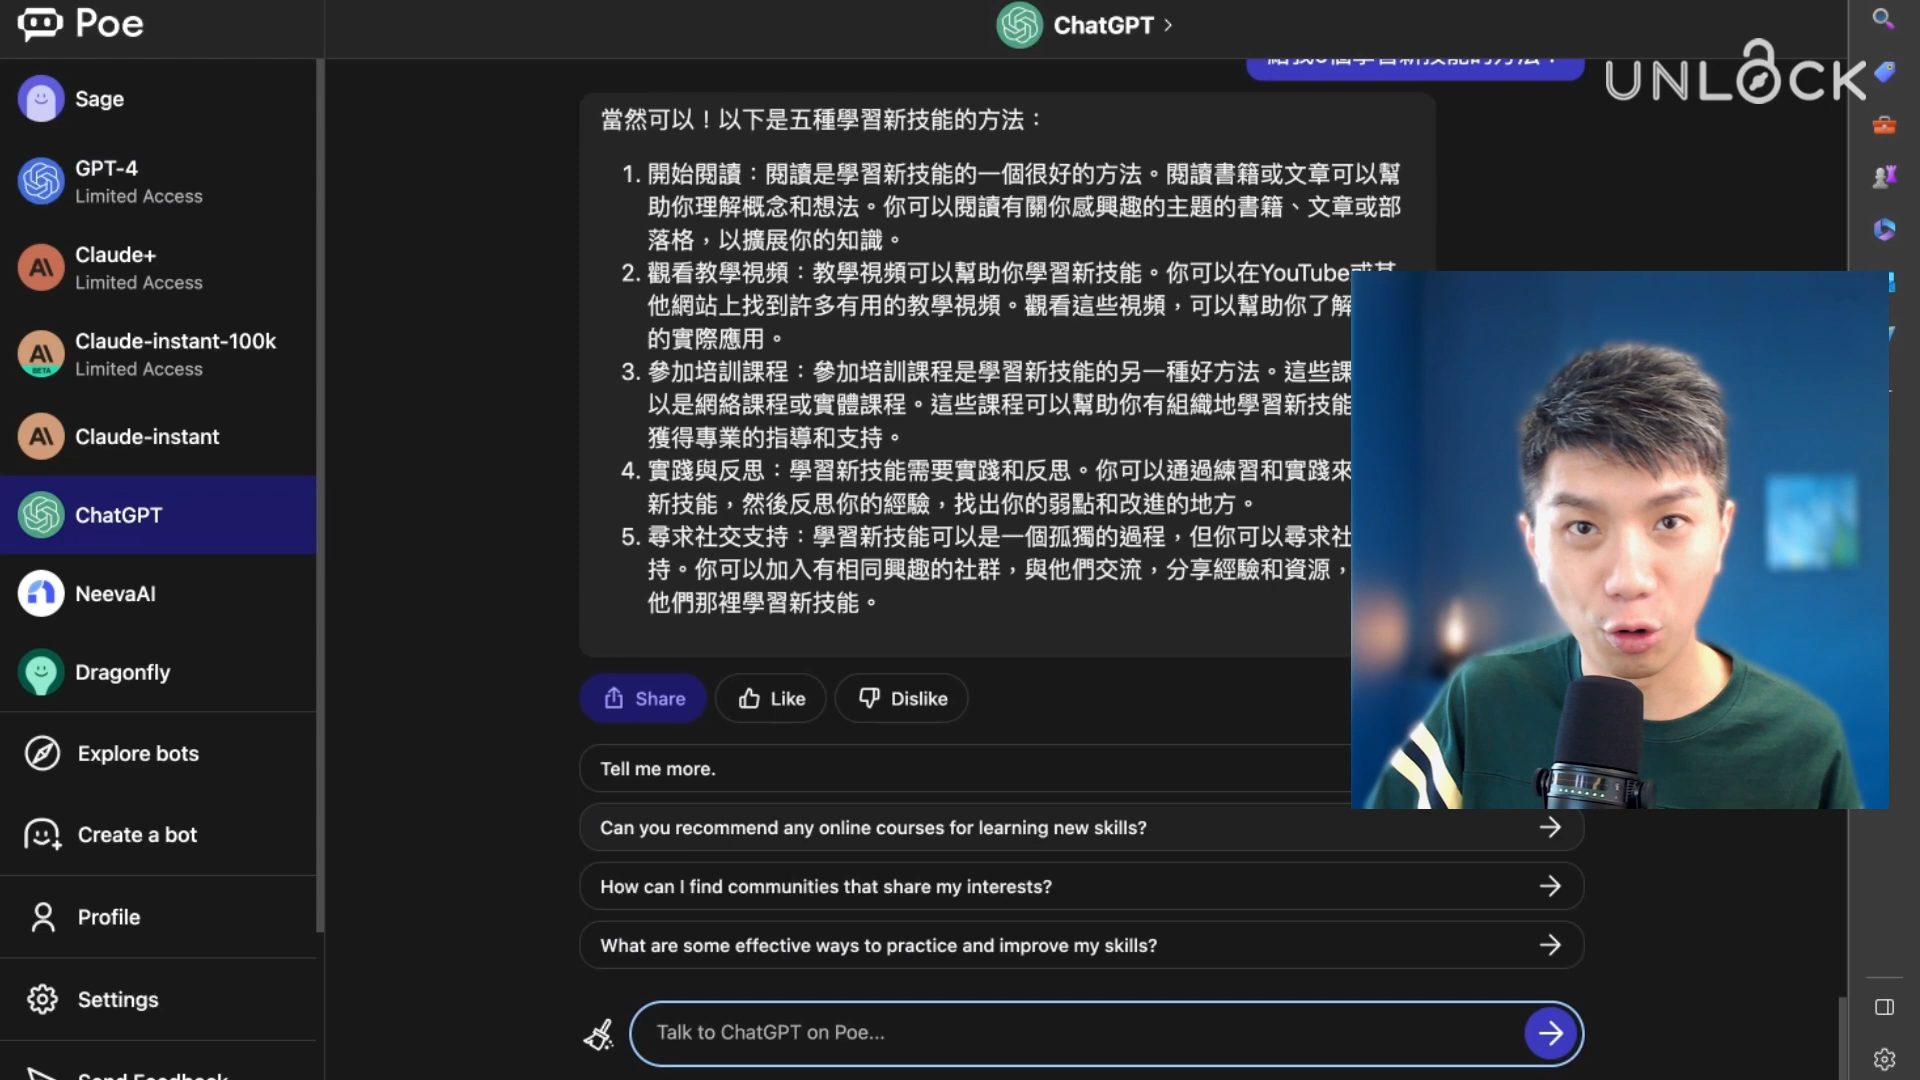 Poe
ChatGPT
UNLOCK
Sage
GPT-4
Limited Access
Claude+
Limited Access
Claude-instant-100k
Limited Access
BETA
Claude-instant
ChatGPT
NeevaAI
Dragonfly
Explore bots
Create a bot
Profile
Settings
Send Feedback
給我5個學習新技能的方法！
當然可以！以下是五種學習新技能的方法：
1. 開始閱讀：閱讀是學習新技能的一個很好的方法。閱讀書籍或文章可以幫
助你理解概念和想法。你可以閱讀有關你感興趣的主題的書籍、文章或部
落格，以擴展你的知識。
2. 觀看教學視頻：教學視頻可以幫助你學習新技能。你可以在YouTube或其
他網站上找到許多有用的教學視頻。觀看這些視頻，可以幫助你了解
的實際應用。
3. 參加培訓課程：參加培訓課程是學習新技能的另一種好方法。這些課
以是網絡課程或實體課程。這些課程可以幫助你有組織地學習新技能
獲得專業的指導和支持。
4. 實踐與反思：學習新技能需要實踐和反思。你可以通過練習和實踐來
新技能，然後反思你的經驗，找出你的弱點和改進的地方。
5. 尋求社交支持：學習新技能可以是一個孤獨的過程，但你可以尋求社
持。你可以加入有相同興趣的社群，與他們交流，分享經驗和資源，
他們那裡學習新技能。
Share
Like
Dislike
Tell me more.
Can you recommend any online courses for learning new skills?
How can I find communities that share my interests?
What are some effective ways to practice and improve my skills?
Talk to ChatGPT on Poe...